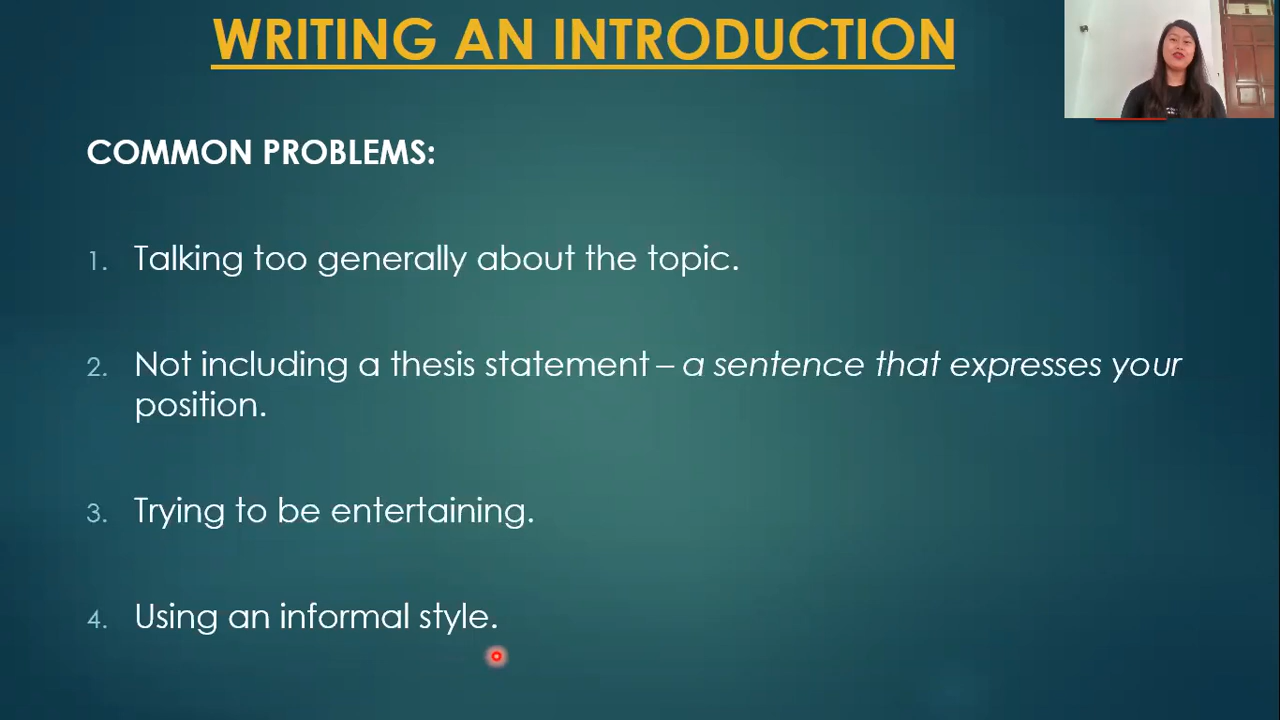 WRITING AN INTRODUCTION
COMMON PROBLEMS:
1. Talking too generally about the topic.
2. Not including a thesis statement – a sentence that expresses your
position.
3. Trying to be entertaining.
4. Using an informal style.